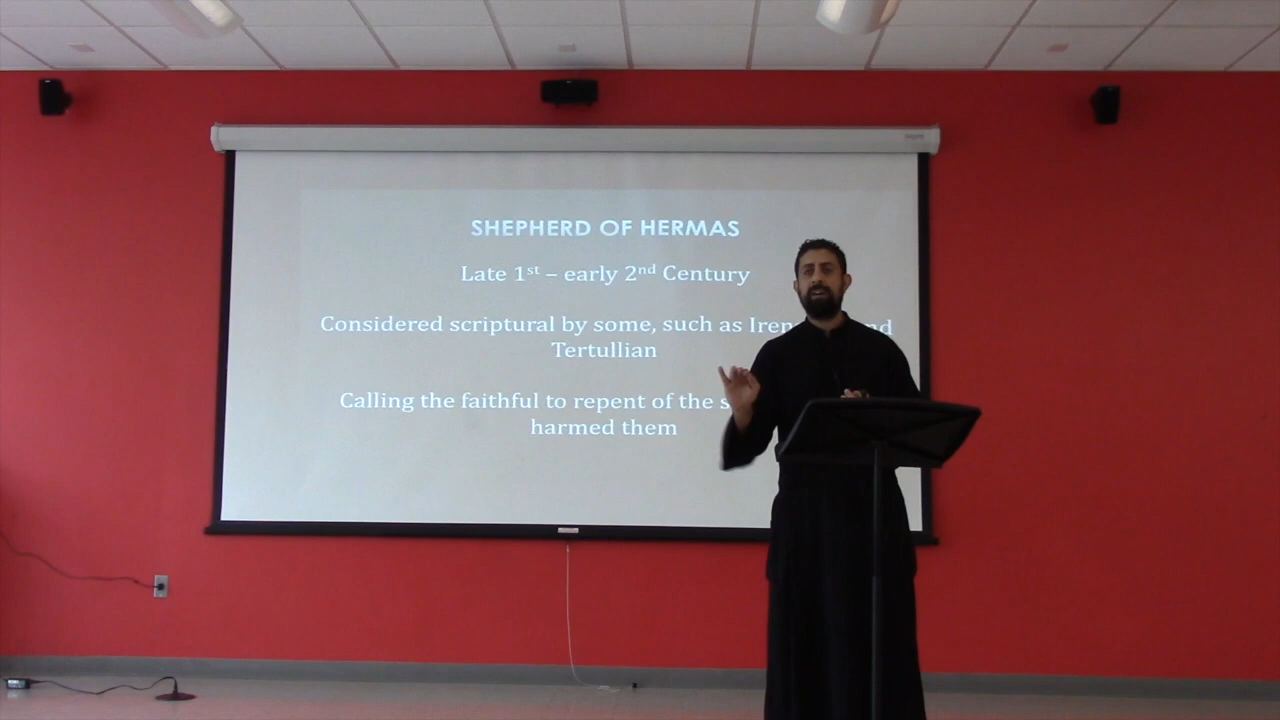 SHEPHERD OF HERMAS
Late 1st – early 2nd Century
Considered scriptural by some, such as
Tertullian
Calling the faithful to repent of the
harmed them